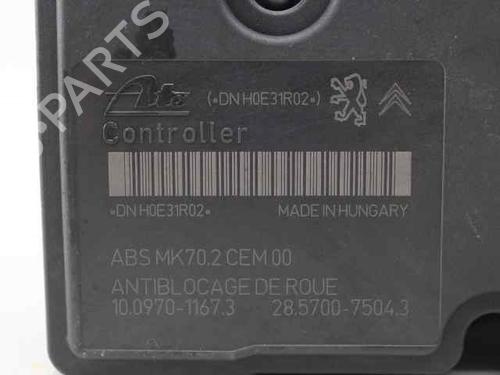 PARTS
Ate (•DN H0E31R02•)
Controller
•DN H0E31R02• MADE IN HUNGARY
ABS MK70.2 CEM 00
ANTIBLOCAGE DE ROUE
10.0970-1167.3 28.5700-7504.3